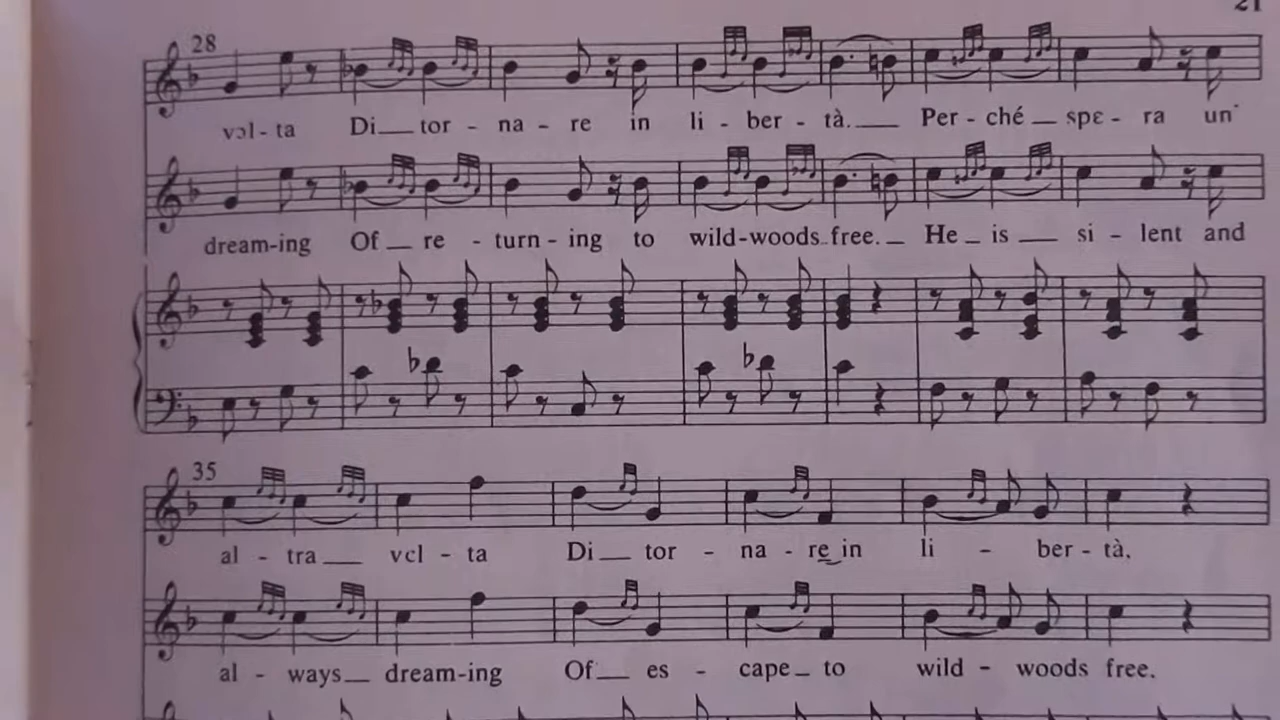 21
28
vol - ta Di tor - na - re in li - ber - tà. Per - ché spe - ra un'
dream-ing Of re - turn - ing to wild-woods free. He is si - lent and
35
al - tra vol - ta Di tor - na - re in li - ber - tà.
al - ways dream-ing Of es - cape to wild - woods free.